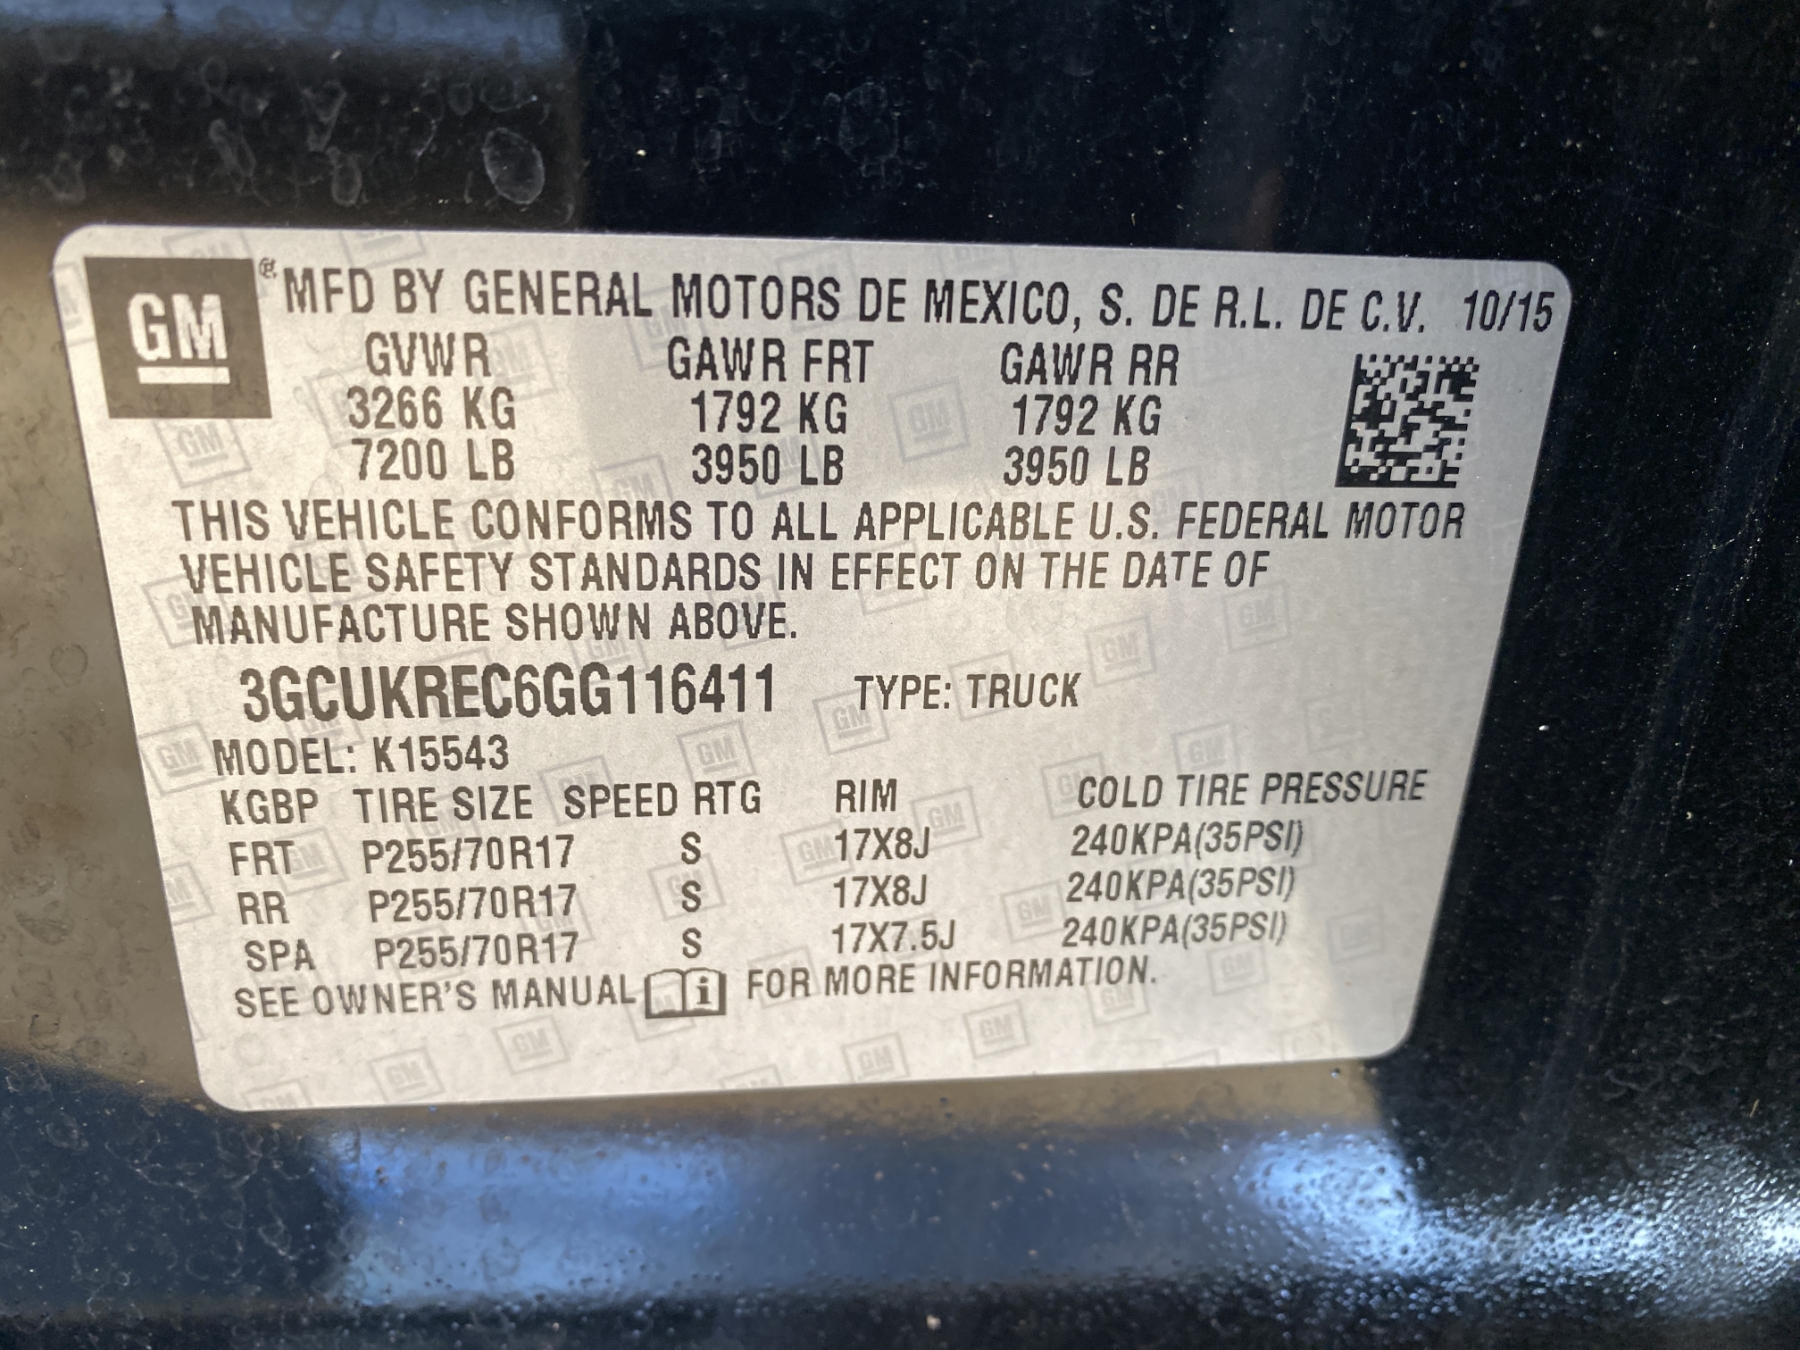 GM ® MFD BY GENERAL MOTORS DE MEXICO, S. DE R.L. DE C.V. 10/15
GVWR GAWR FRT GAWR RR
3266 KG 1792 KG 1792 KG
7200 LB 3950 LB 3950 LB
THIS VEHICLE CONFORMS TO ALL APPLICABLE U.S. FEDERAL MOTOR
VEHICLE SAFETY STANDARDS IN EFFECT ON THE DATE OF
MANUFACTURE SHOWN ABOVE.
3GCUKREC6GG116411 TYPE: TRUCK
MODEL: K15543
KGBP TIRE SIZE SPEED RTG RIM COLD TIRE PRESSURE
FRT P255/70R17 S 17X8J 240KPA(35PSI)
RR P255/70R17 S 17X8J 240KPA(35PSI)
SPA P255/70R17 S 17X7.5J 240KPA(35PSI)
SEE OWNER'S MANUAL i FOR MORE INFORMATION.